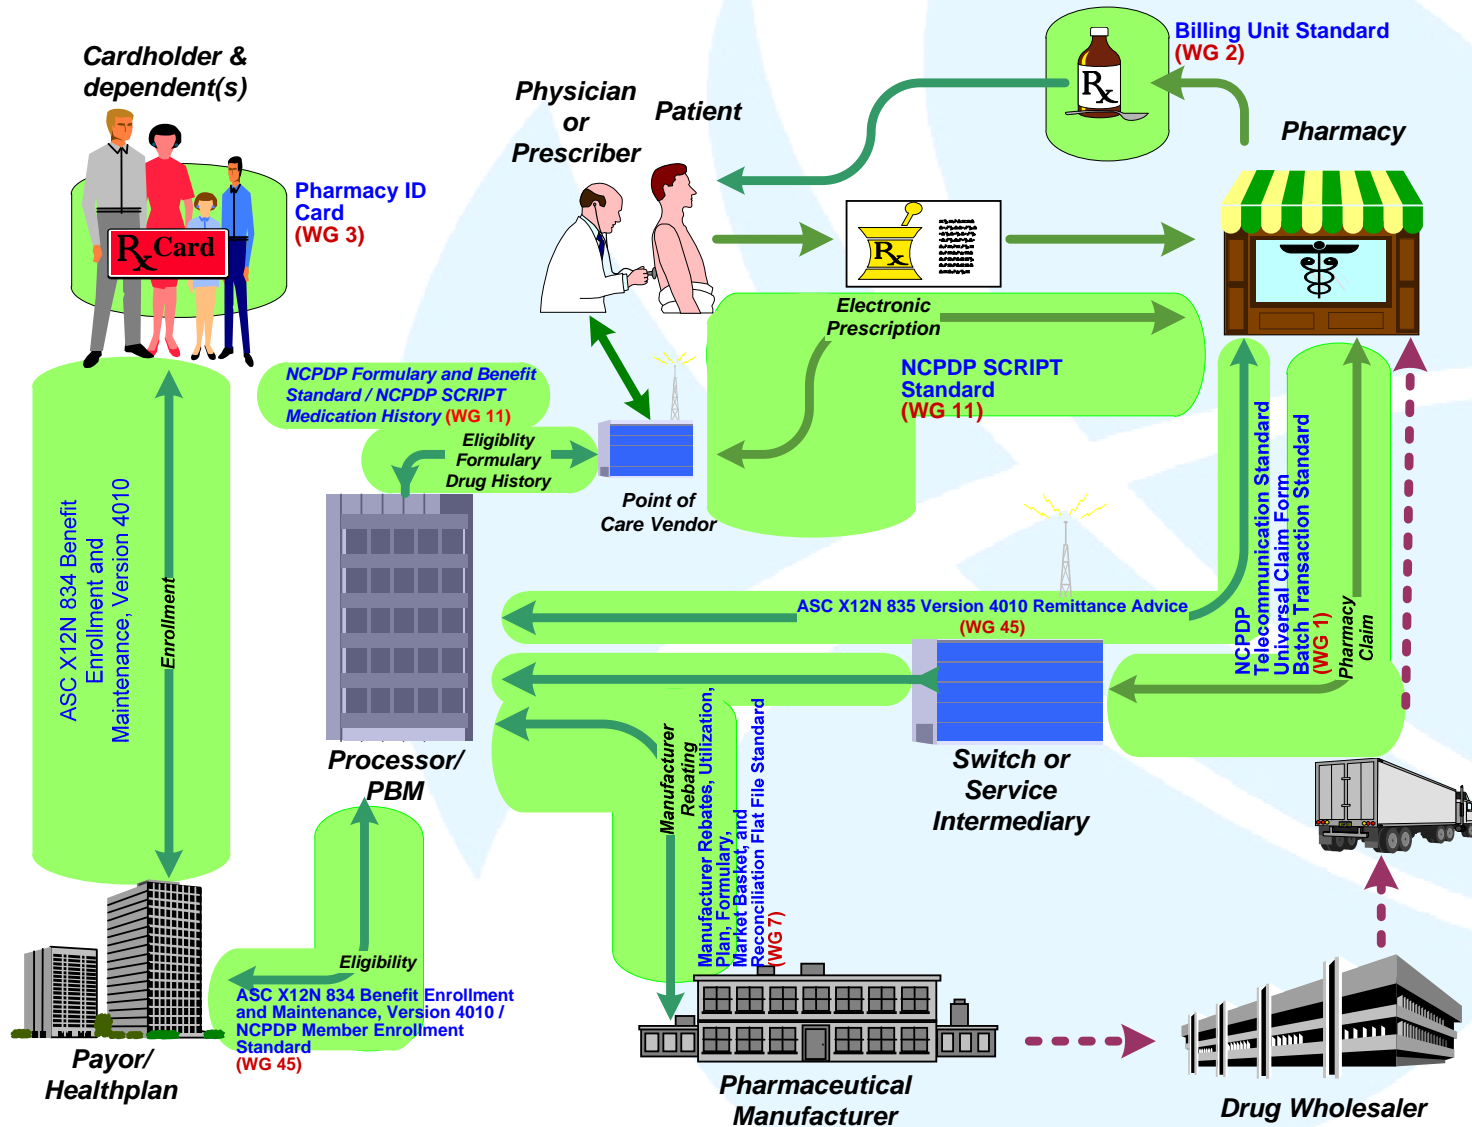 Cardholder &
dependent(s)
Rx Card
Pharmacy ID
Card
(WG 3)
Physician
or
Prescriber
Patient
Billing Unit Standard
(WG 2)
Rx
Pharmacy
Rx
Electronic
Prescription
NCPDP SCRIPT
Standard
(WG 11)
NCPDP Formulary and Benefit
Standard / NCPDP SCRIPT
Medication History (WG 11)
Eligiblity
Formulary
Drug History
Point of
Care Vendor
ASC X12N 834 Benefit
Enrollment and
Maintenance, Version 4010
Enrollment
ASC X12N 835 Version 4010 Remittance Advice
(WG 45)
NCPDP
Telecommunication Standard
Universal Claim Form
Batch Transaction Standard
(WG 1)
Pharmacy
Claim
Processor/
PBM
Manufacturer
Rebating
Manufacturer Rebates, Utilization,
Plan, Formulary,
Market Basket, and
Reconciliation Flat File Standard
(WG 7)
Switch or
Service
Intermediary
Eligibility
ASC X12N 834 Benefit Enrollment
and Maintenance, Version 4010 /
NCPDP Member Enrollment
Standard
(WG 45)
Payor/
Healthplan
Pharmaceutical
Manufacturer
Drug Wholesaler